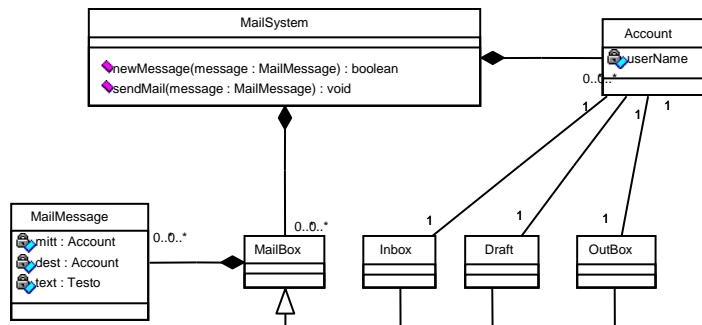 MailSystem
newMessage(message : MailMessage) : boolean
sendMail(message : MailMessage) : void
Account
userName
0..0..*
1
1
1
MailMessage
mitt : Account
dest : Account
text : Testo
0..0..*
0..0..*
MailBox
1
Inbox
1
Draft
1
OutBox